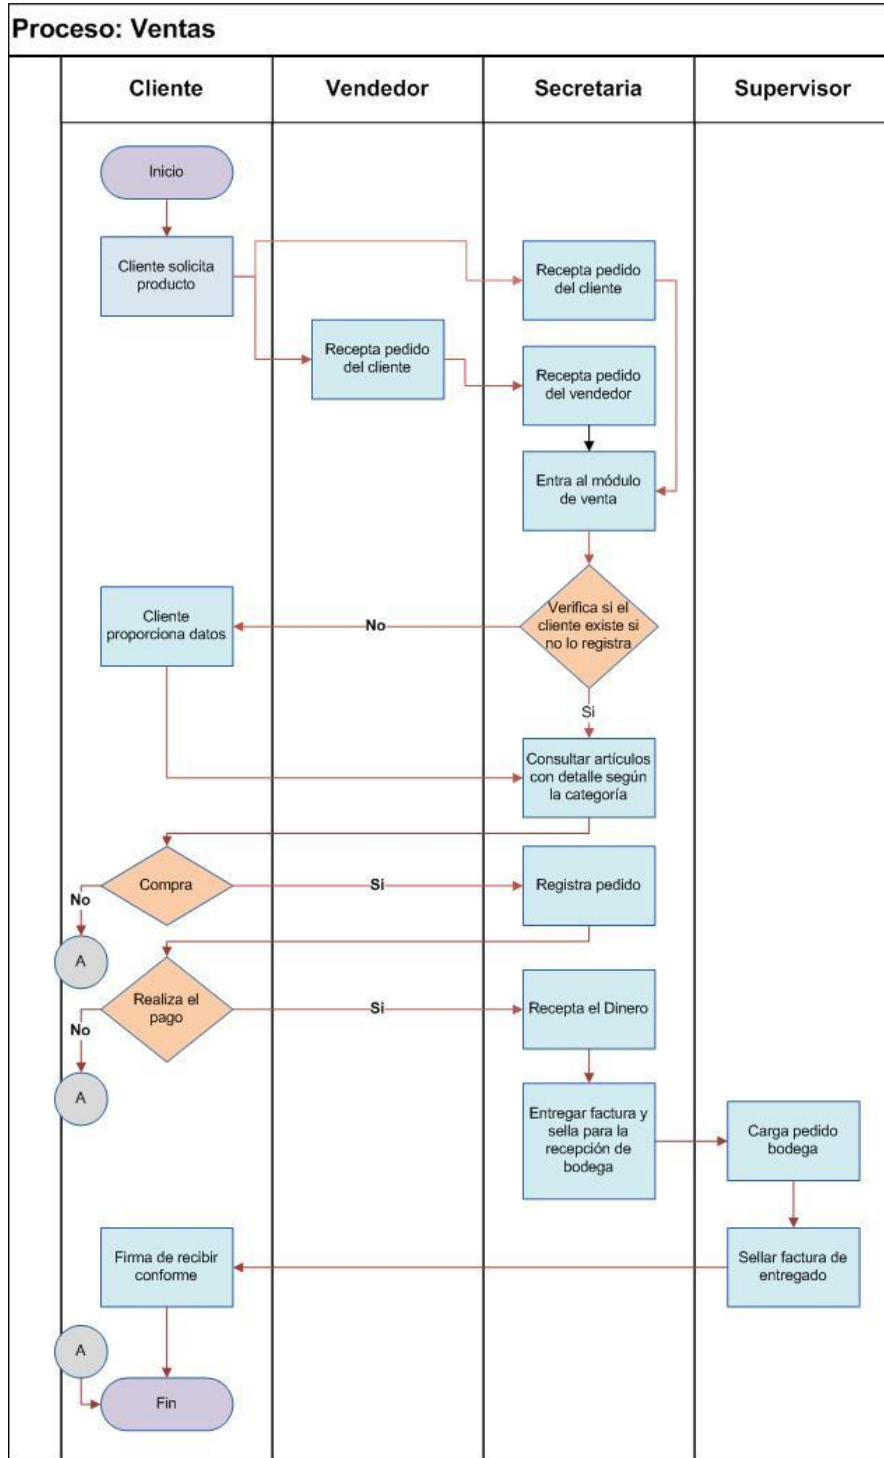 Proceso: Ventas
Cliente
Vendedor
Secretaria
Supervisor
Inicio
Cliente solicita
producto
Recepta pedido
del cliente
Recepta pedido
del cliente
Recepta pedido
del vendedor
Entra al módulo
de venta
Verifica si el
cliente existe si
no lo registra
No
Cliente
proporciona datos
Si
Consultar artículos
con detalle según
la categoría
Compra
Si
Registra pedido
No
A
Realiza el
pago
Si
Recepta el Dinero
No
A
Entregar factura y
sella para la
recepción de
bodega
Carga pedido
bodega
Sellar factura de
entregado
Firma de recibir
conforme
A
Fin